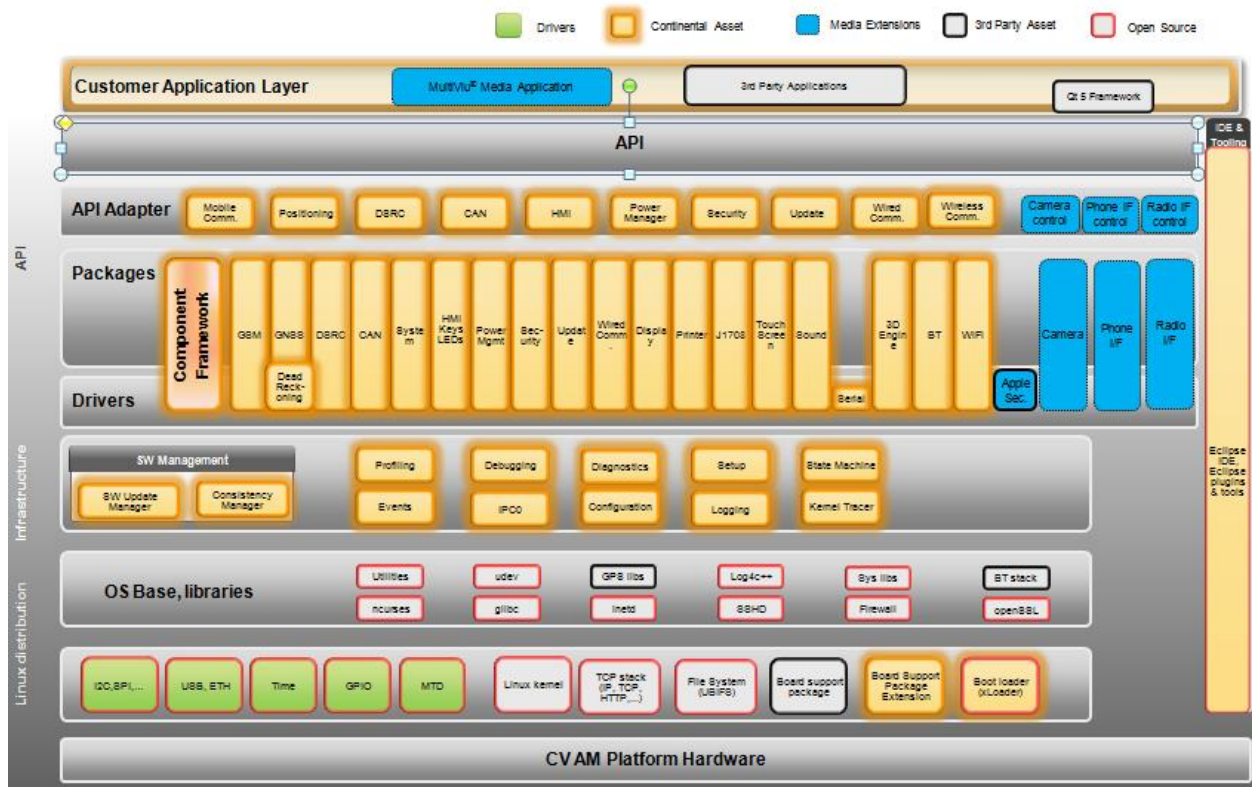 Drivers
Continental Asset
Media Extensions
3rd Party Asset
Open Source
Customer Application Layer
MultiViu® Media Application
3rd Party Applications
Qt 5 Framework
API
IDE &
Tooling
API Adapter
Mobile
Comm.
Positioning
DSRC
CAN
HMI
Power
Manager
Security
Update
Wired
Comm.
Wireless
Comm.
Camera
control
Phone IF
control
Radio IF
control
API
Packages
Component
Framework
GSM
GNSS
DSRC
CAN
Syste
m
HMI
Keys
LEDs
Power
Mgmt
Sec-
urity
Updat
e
Wired
Comm
.
Displa
y
Printer
J1708
Touch
Scree
n
Sound
3D
Engin
e
BT
WIFI
Camera
Phone
I/F
Radio
I/F
Dead
Reck-
oning
Drivers
Serial
Apple
Sec.
Infrastructure
SW Management
SW Update
Manager
Consistency
Manager
Profiling
Debugging
Diagnostics
Setup
State Machine
Events
IPC0
Configuration
Logging
Kernel Tracer
Eclipse
IDE,
Eclipse
plugins
& tools
Linux distribution
OS Base, libraries
Utilities
udev
GPS libs
Log4c++
Sys libs
BT stack
ncurses
glibc
inetd
SSHD
Firewall
openSSL
I2C,SPI,...
USB, ETH
Time
GPIO
MTD
Linux kernel
TCP stack
(IP, TCP,
HTTP,...)
File System
(UBIFS)
Board support
package
Board Support
Package
Extension
Boot loader
(xLoader)
CV AM Platform Hardware